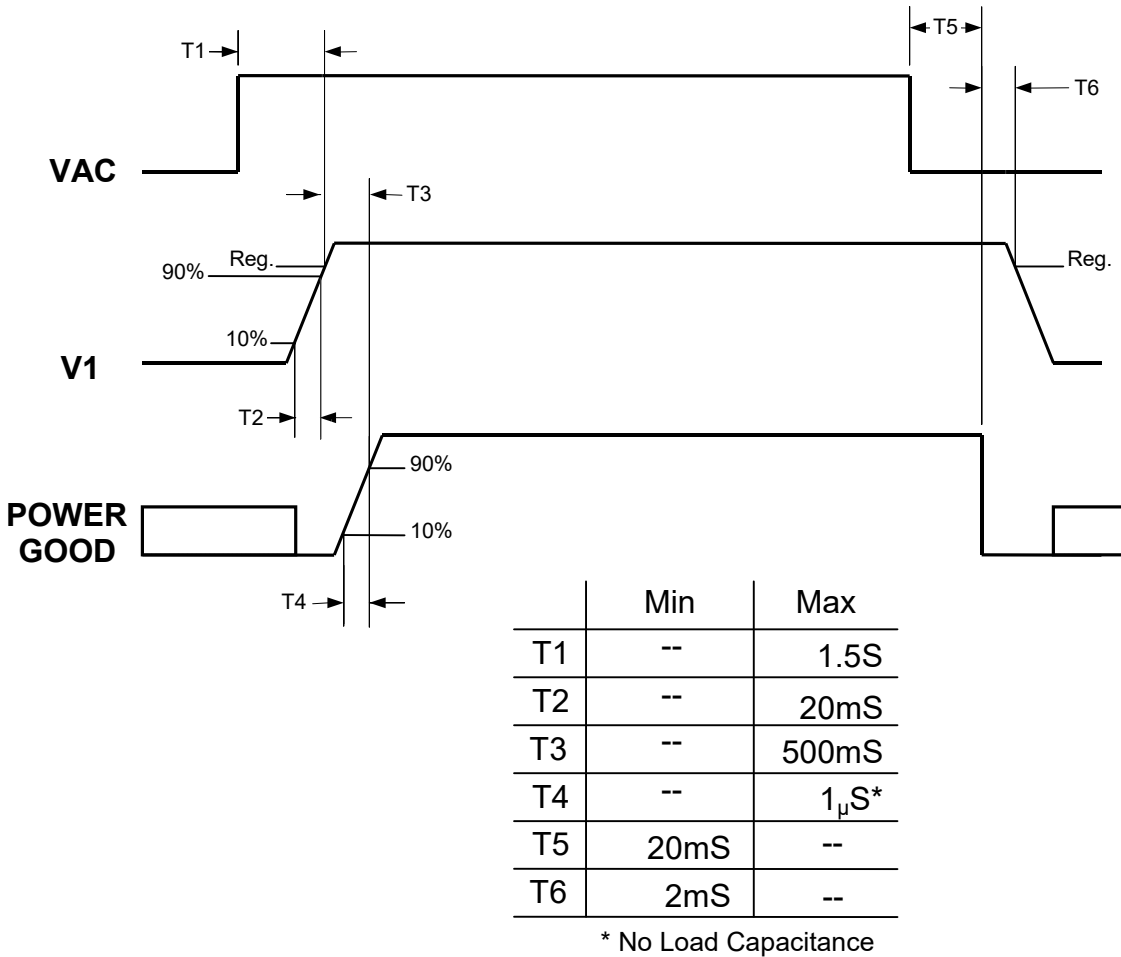 T5
T1
T6
VAC
T3
Reg.
Reg.
90%
10%
V1
T2
90%
POWER
GOOD
10%
T4
Min Max
T1 -- 1.5S
T2 -- 20mS
T3 -- 500mS
T4 -- 1µS*
T5 20mS --
T6 2mS --
* No Load Capacitance